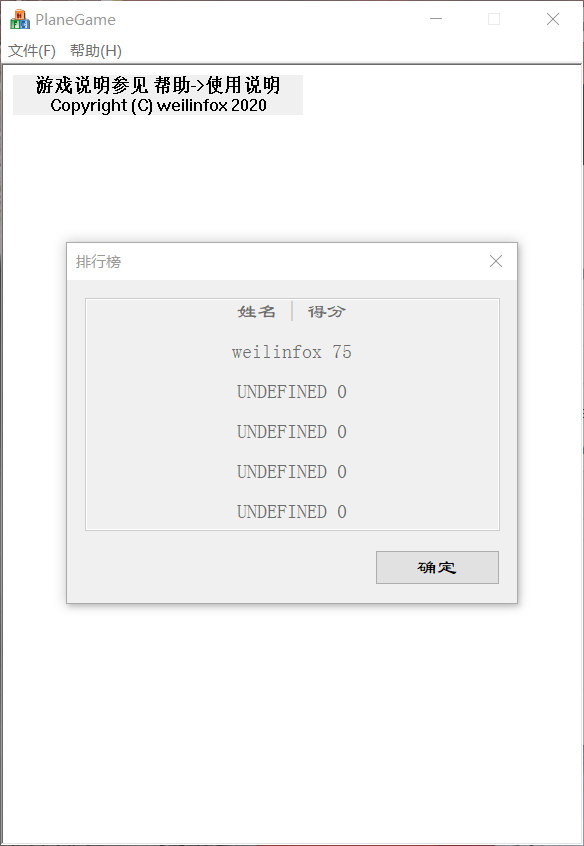 PlaneGame
文件(F) 帮助(H)
游戏说明参见 帮助->使用说明
Copyright (C) weilinfox 2020
排行榜
姓名 | 得分
weilinfox 75
UNDEFINED 0
UNDEFINED 0
UNDEFINED 0
UNDEFINED 0
确定